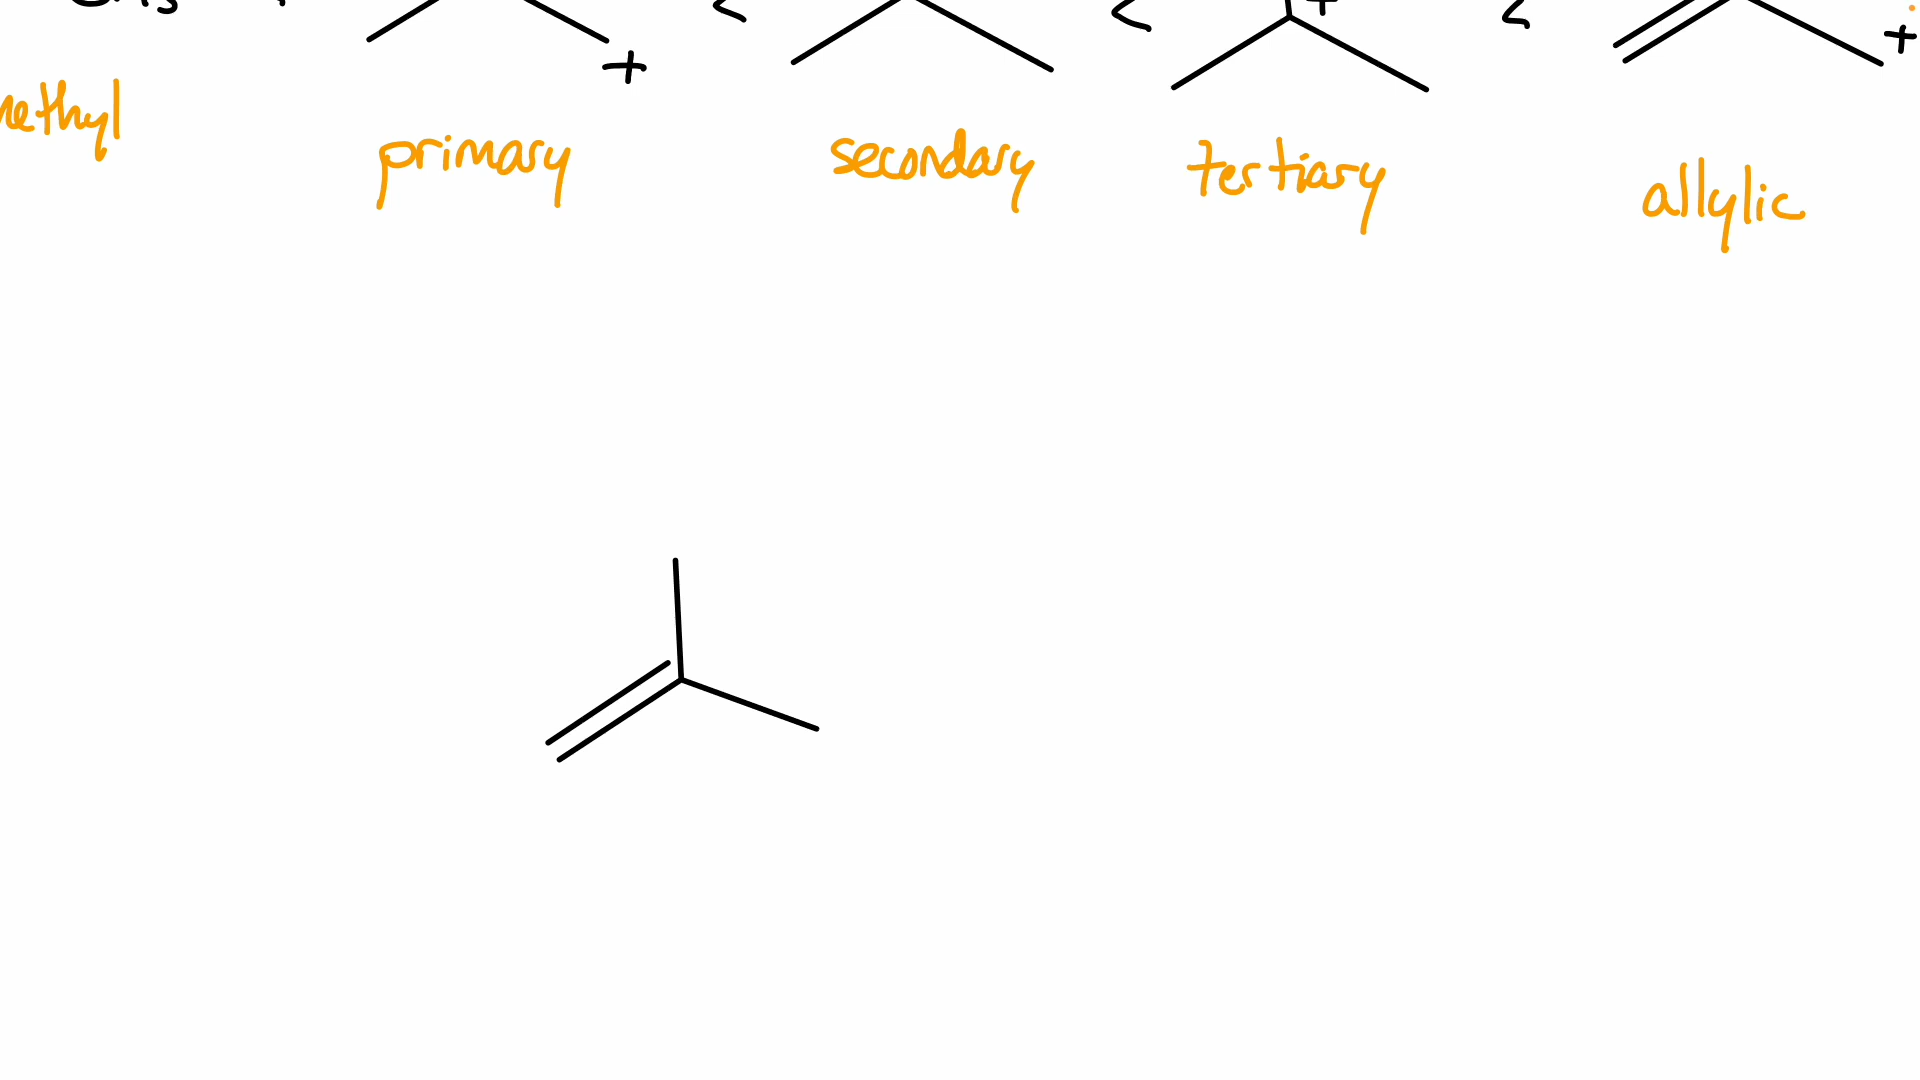 + < < + < +
methyl primary secondary tertiary allylic